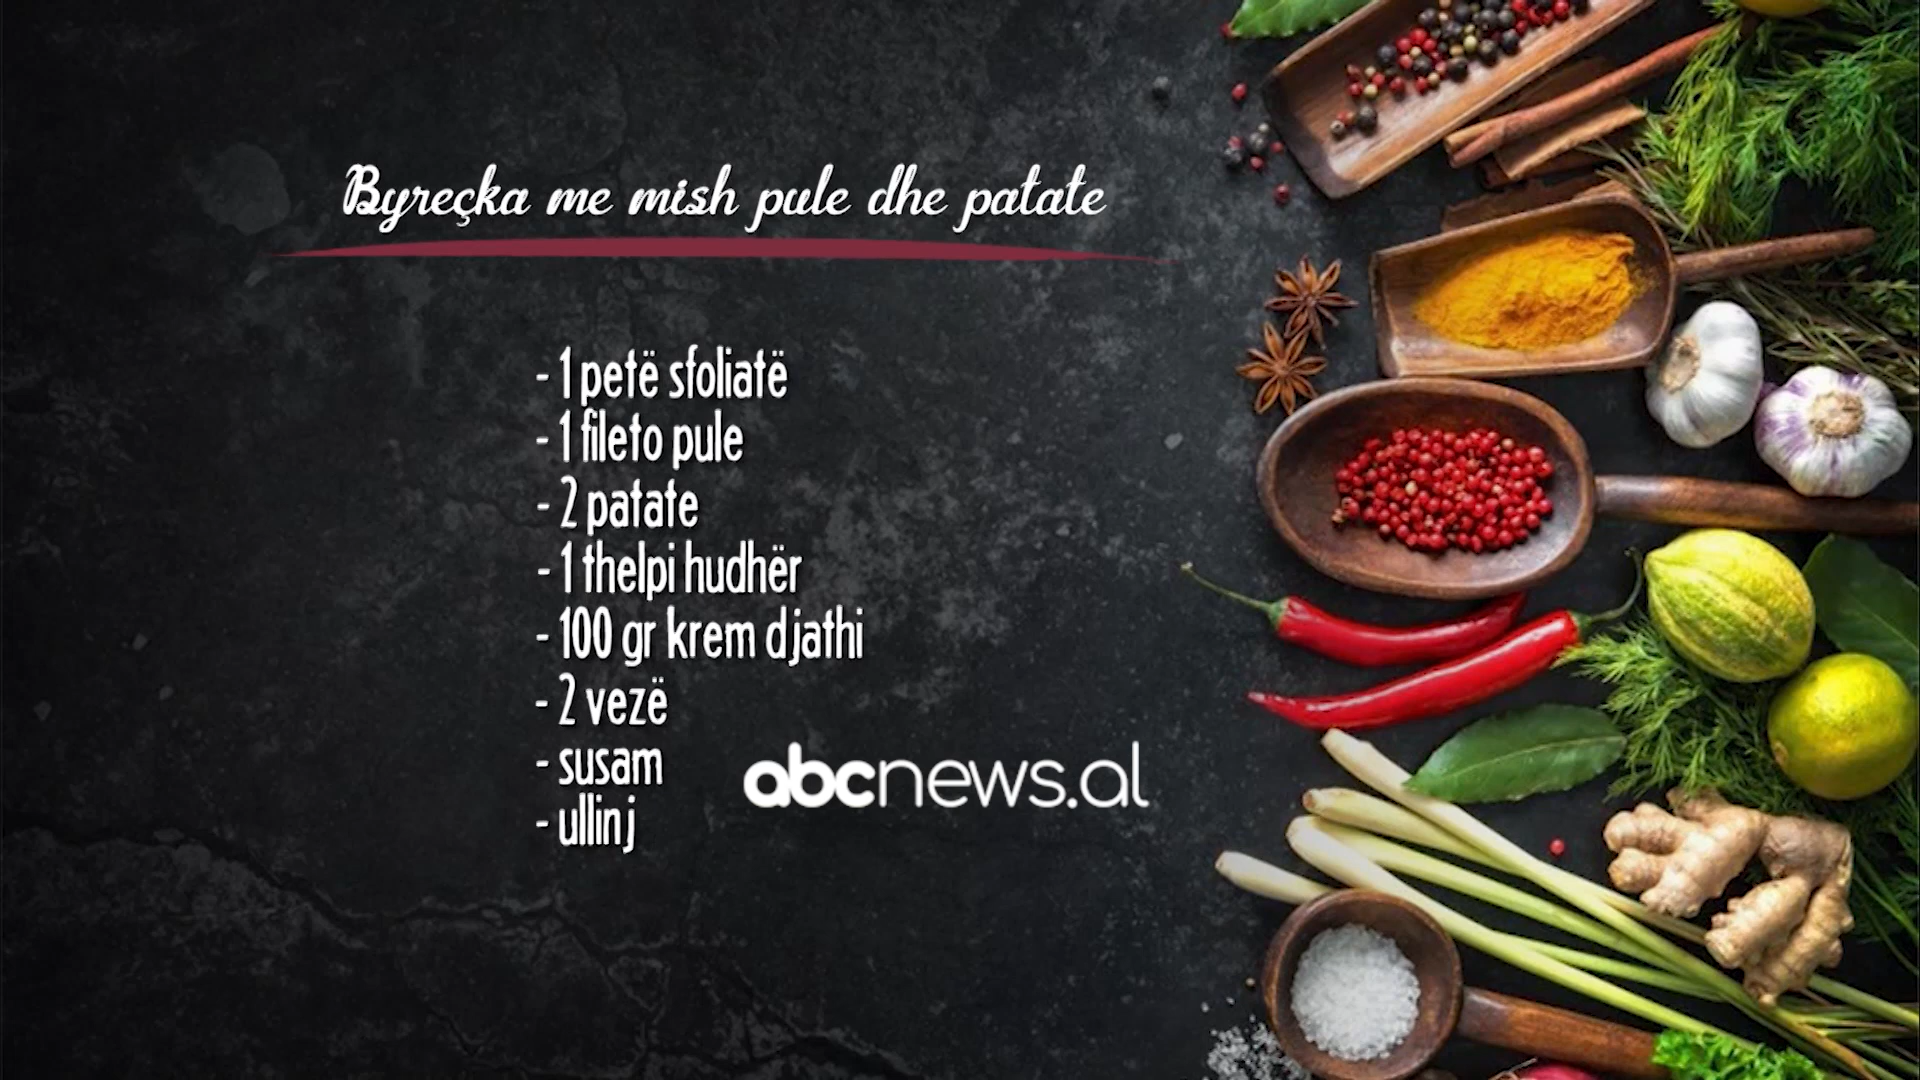 Byreçka me mish pule dhe patate
- 1 petë sfoliatë
- 1 fileto pule
- 2 patate
- 1 thelpi hudhër
- 100 gr krem djathi
- 2 vezë
- susam
- ullinj
abcnews.al